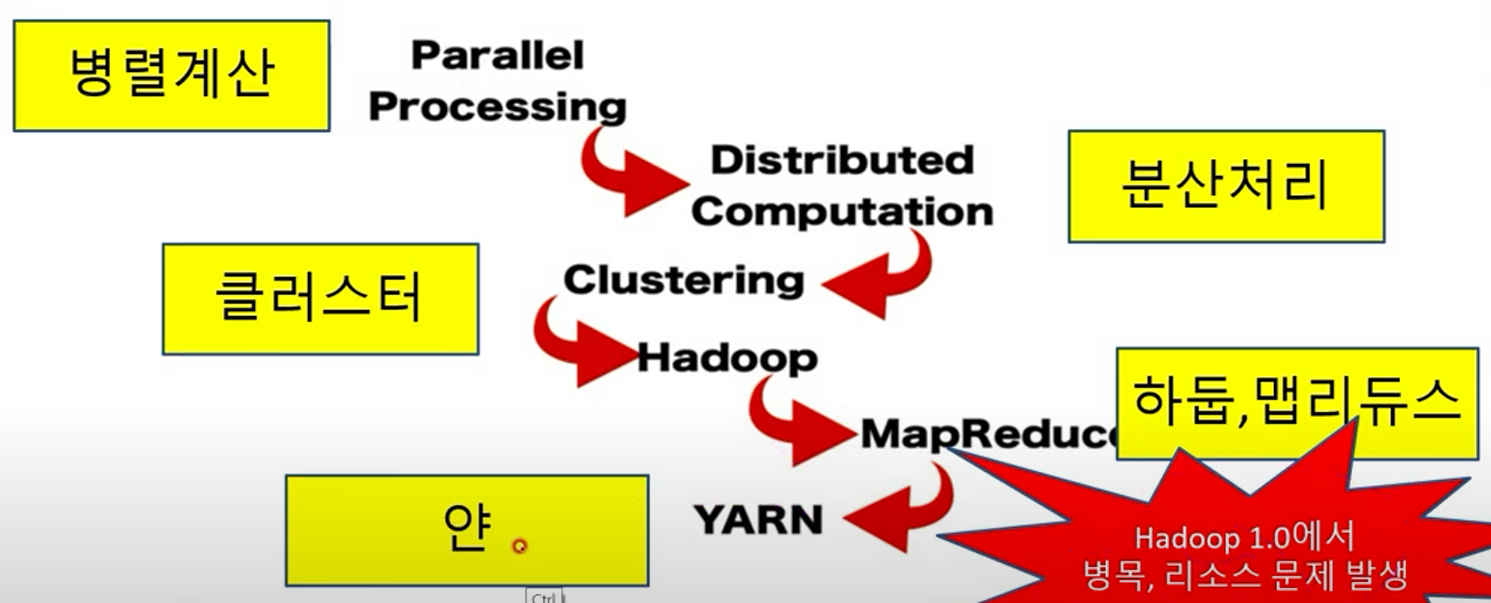 병렬계산
Parallel
Processing
Distributed
Computation
분산처리
클러스터
Clustering
Hadoop
하둡,맵리듀스
MapReduce
얀
YARN
Hadoop 1.0에서
병목, 리소스 문제 발생
Ctrl